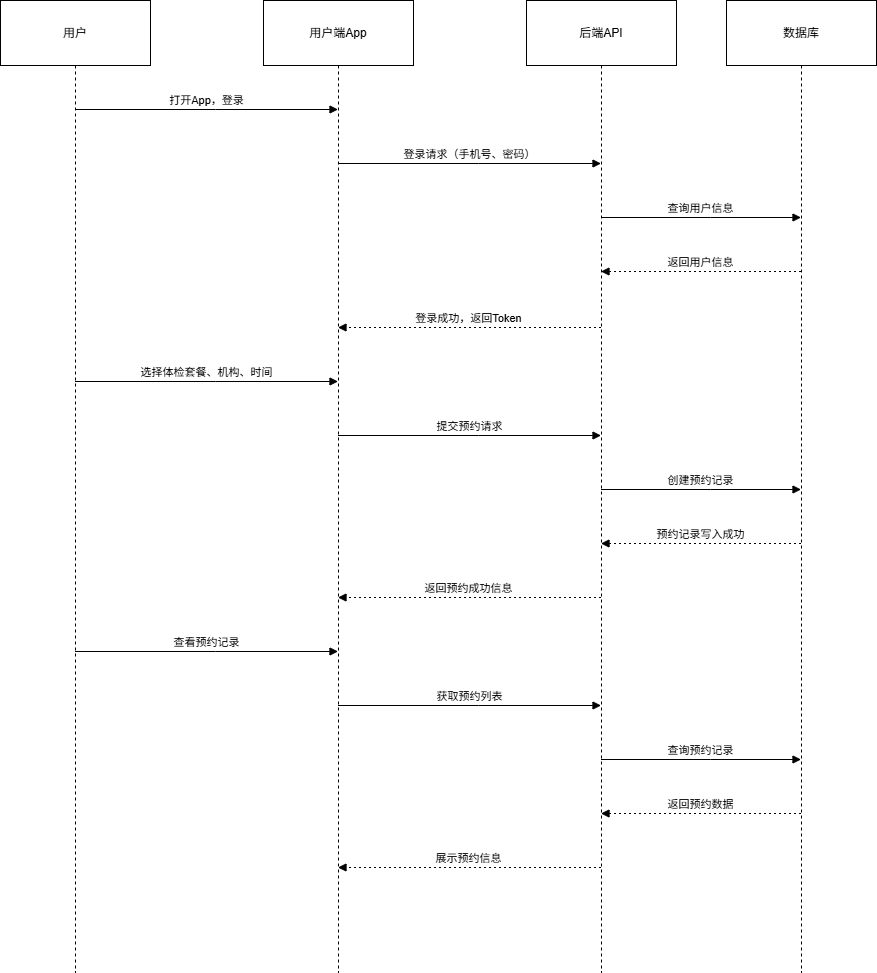 用户
用户端App
后端API
数据库
打开App，登录
登录请求（手机号、密码）
查询用户信息
返回用户信息
登录成功，返回Token
选择体检套餐、机构、时间
提交预约请求
创建预约记录
预约记录写入成功
返回预约成功信息
查看预约记录
获取预约列表
查询预约记录
返回预约数据
展示预约信息